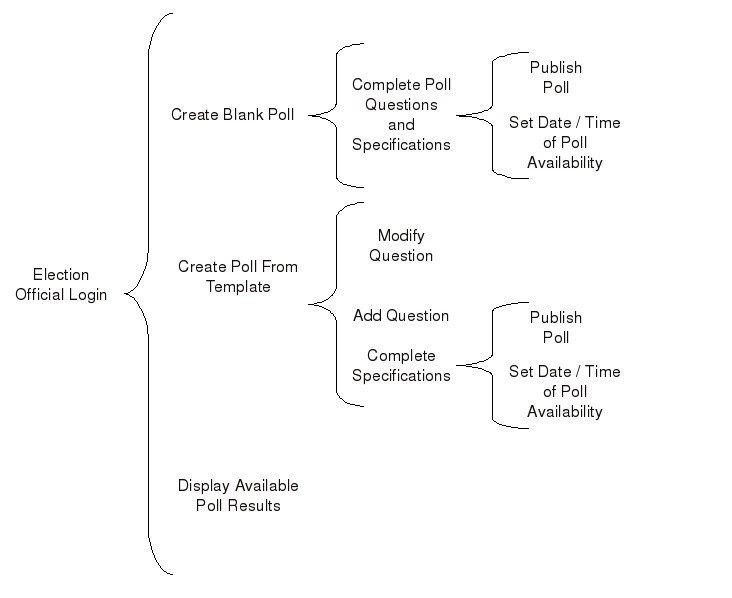 Election
Official Login
Create Blank Poll
Complete Poll
Questions
and
Specifications
Publish
Poll
Set Date / Time
of Poll
Availability
Create Poll From
Template
Modify
Question
Add Question
Complete
Specifications
Publish
Poll
Set Date / Time
of Poll
Availability
Display Available
Poll Results